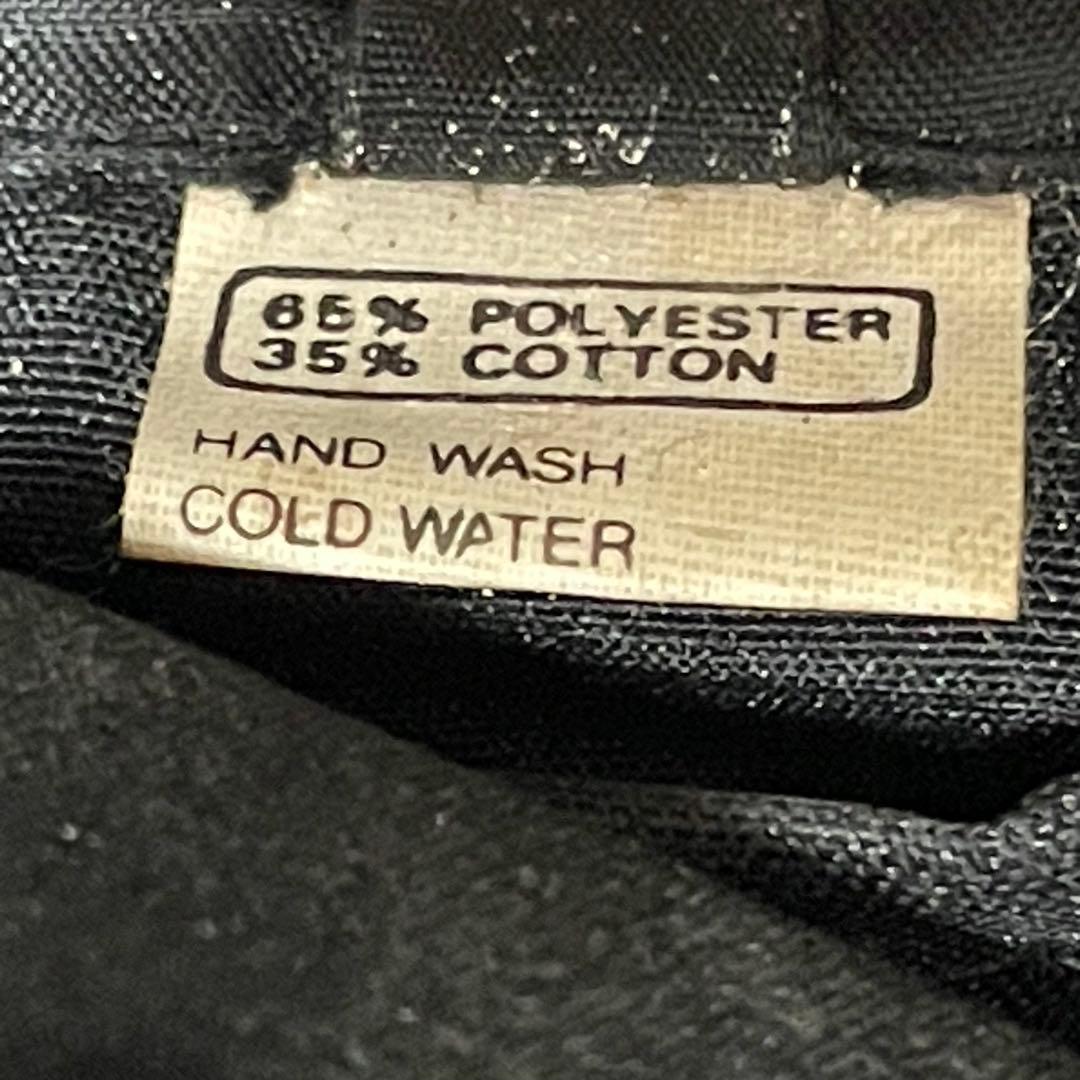 65% POLYESTER
35% COTTON
HAND WASH
COLD WATER